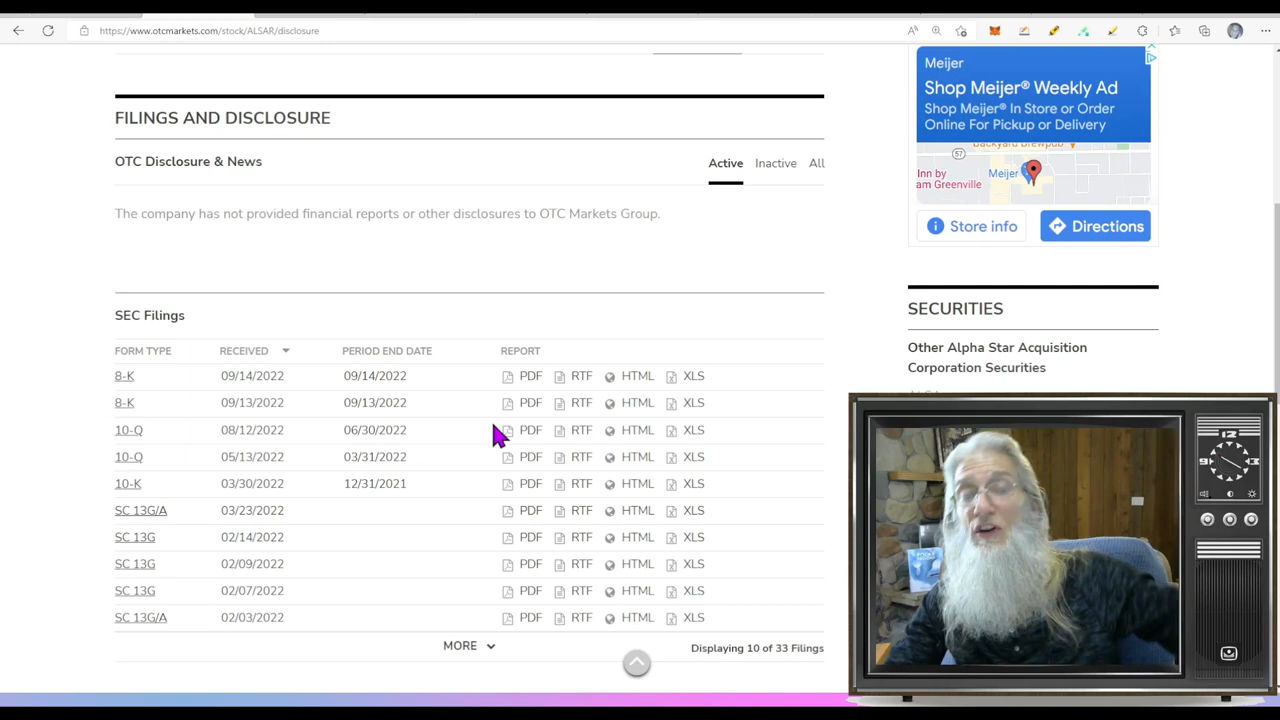 https://www.otcmarkets.com/stock/ALSAR/disclosure
FILINGS AND DISCLOSURE
OTC Disclosure & News
Active Inactive All
The company has not provided financial reports or other disclosures to OTC Markets Group.
SEC Filings
FORM TYPE RECEIVED PERIOD END DATE REPORT
8-K 09/14/2022 09/14/2022 PDF RTF HTML XLS
8-K 09/13/2022 09/13/2022 PDF RTF HTML XLS
10-Q 08/12/2022 06/30/2022 PDF RTF HTML XLS
10-Q 05/13/2022 03/31/2022 PDF RTF HTML XLS
10-K 03/30/2022 12/31/2021 PDF RTF HTML XLS
SC 13G/A 03/23/2022 PDF RTF HTML XLS
SC 13G 02/14/2022 PDF RTF HTML XLS
SC 13G 02/09/2022 PDF RTF HTML XLS
SC 13G 02/07/2022 PDF RTF HTML XLS
SC 13G/A 02/03/2022 PDF RTF HTML XLS
MORE
Displaying 10 of 33 Filings
Meijer
Shop Meijer® Weekly Ad
Shop Meijer® In Store or Order
Online For Pickup or Delivery
Backyard Brewpub
57
Inn by
am Greenville
Meijer
Store info
Directions
SECURITIES
Other Alpha Star Acquisition
Corporation Securities
12
9 3